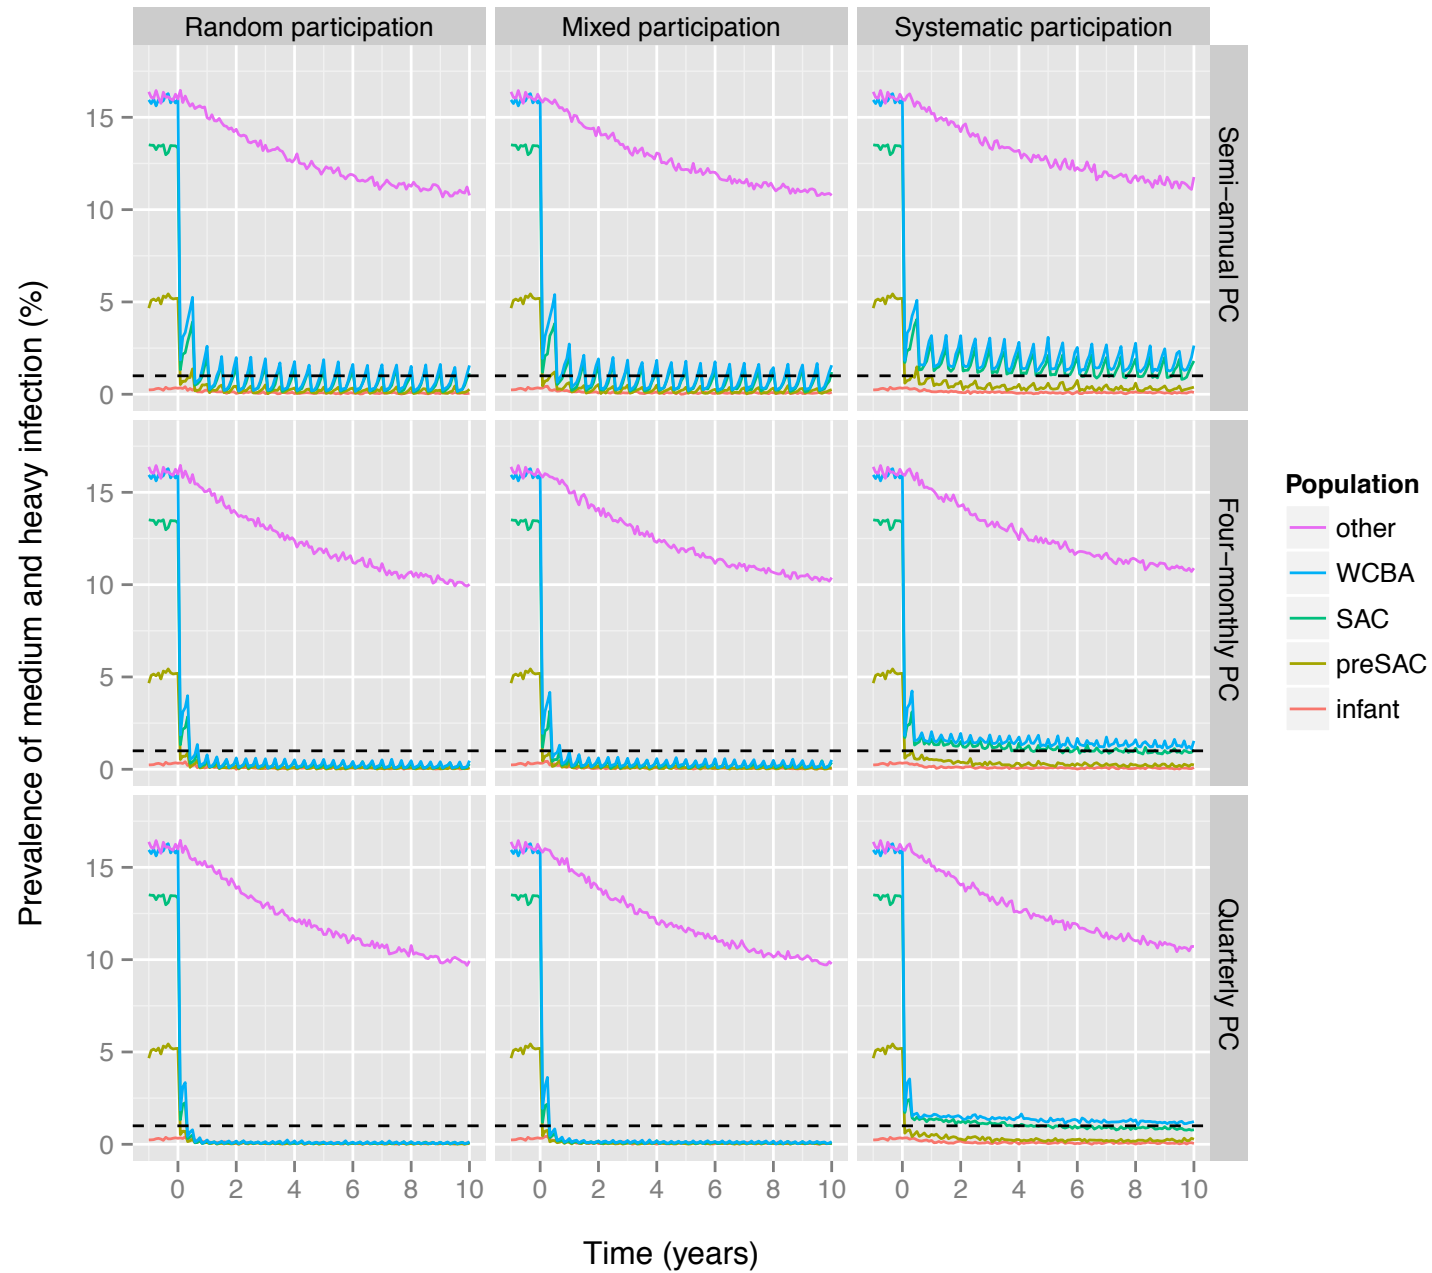 Random participation
Mixed participation
Systematic participation
Prevalence of medium and heavy infection (%)
15
10
5
0
Semi−annual PC
15
10
5
0
Four−monthly PC
15
10
5
0
Quarterly PC
0 2 4 6 8 10
0 2 4 6 8 10
0 2 4 6 8 10
Time (years)
Population
other
WCBA
SAC
preSAC
infant